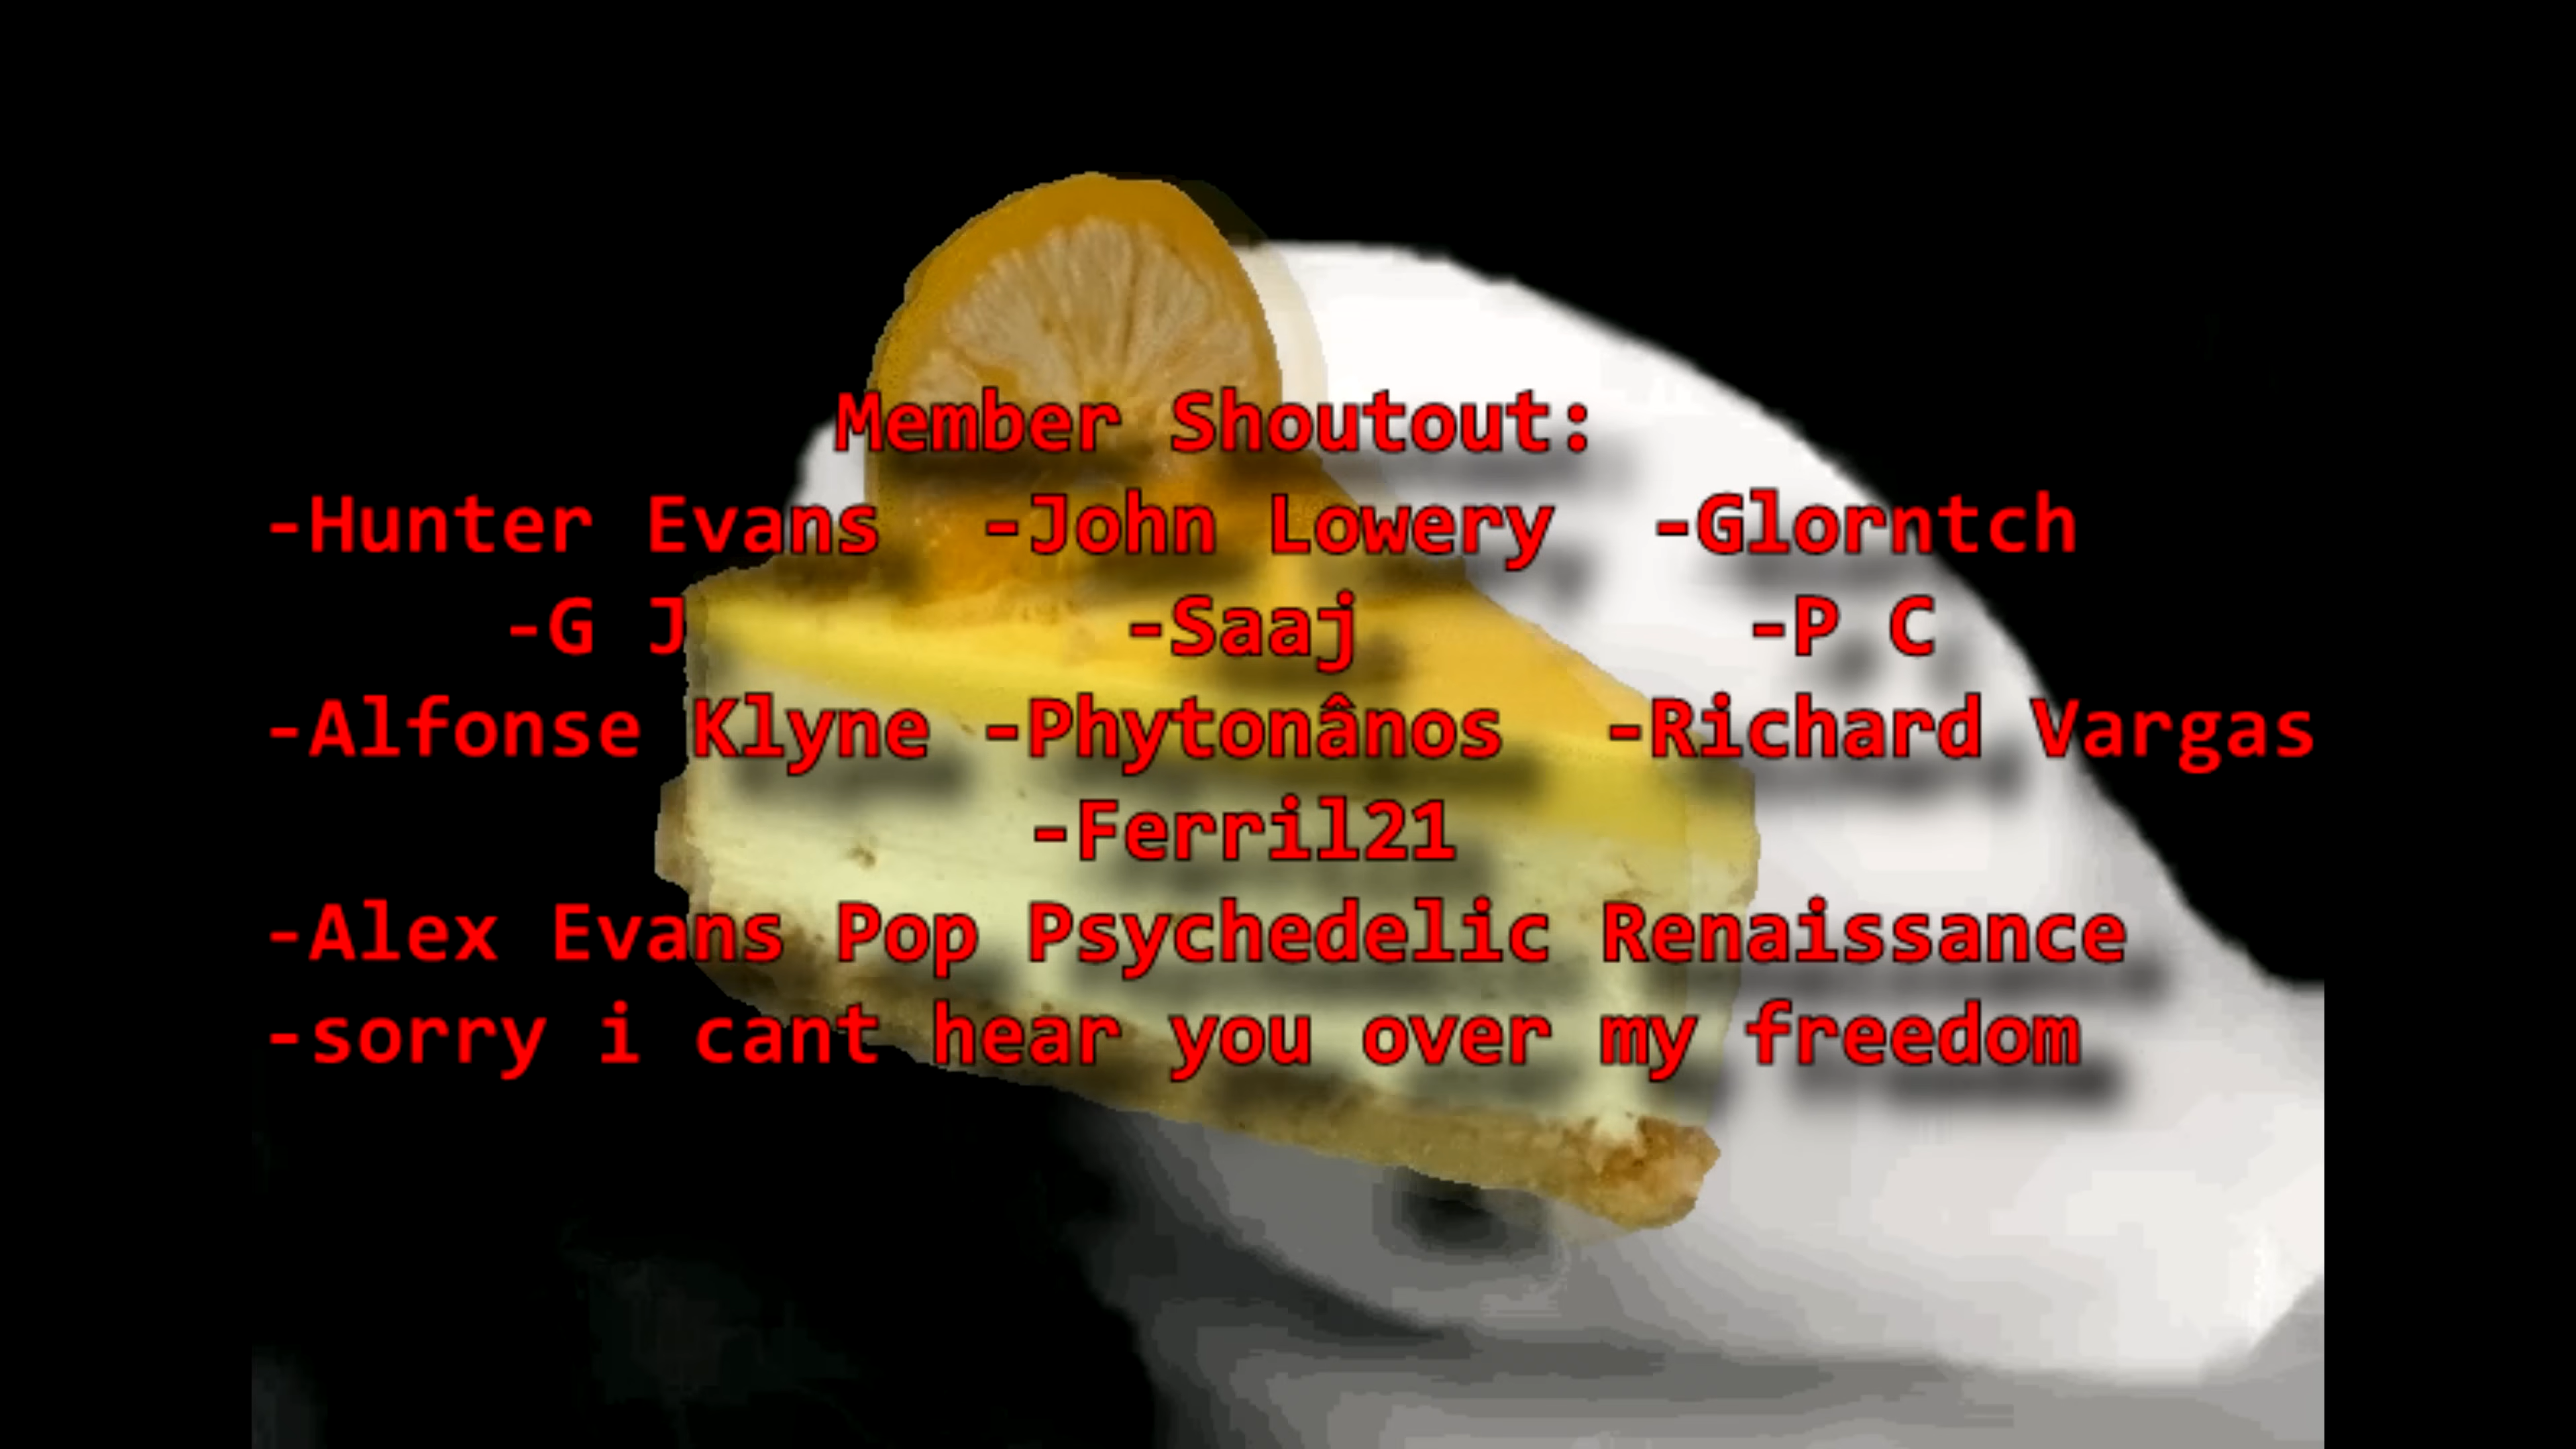 Member Shoutout:
-Hunter Evans -John Lowery -Glorntch
-G J -Saaj -P C
-Alfonse Klyne -Phytonânos -Richard Vargas
-Ferril21
-Alex Evans Pop Psychedelic Renaissance
-sorry i cant hear you over my freedom